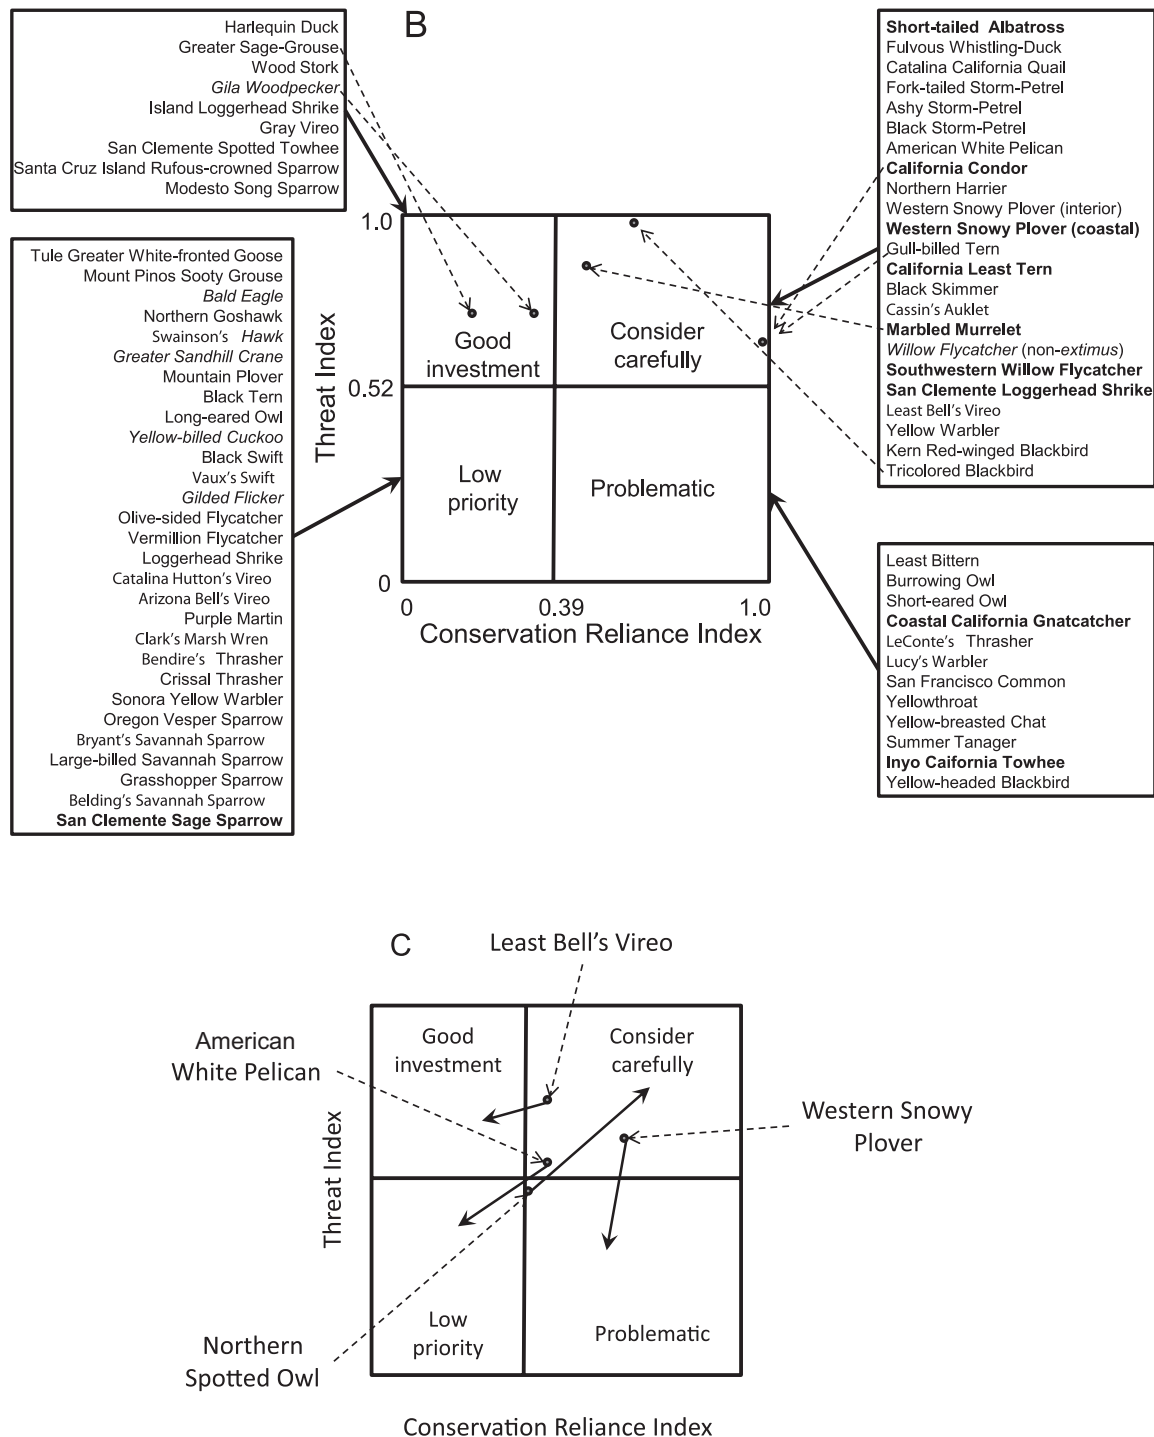 B
Harlequin Duck
Greater Sage-Grouse
Wood Stork
Gila Woodpecker
Island Loggerhead Shrike
Gray Vireo
San Clemente Spotted Towhee
Santa Cruz Island Rufous-crowned Sparrow
Modesto Song Sparrow
Tule Greater White-fronted Goose
Mount Pinos Sooty Grouse
Bald Eagle
Northern Goshawk
Swainson's Hawk
Greater Sandhill Crane
Mountain Plover
Black Tern
Long-eared Owl
Yellow-billed Cuckoo
Black Swift
Vaux's Swift
Gilded Flicker
Olive-sided Flycatcher
Vermillion Flycatcher
Loggerhead Shrike
Catalina Hutton's Vireo
Arizona Bell's Vireo
Purple Martin
Clark's Marsh Wren
Bendire's Thrasher
Crissal Thrasher
Sonora Yellow Warbler
Oregon Vesper Sparrow
Bryant's Savannah Sparrow
Large-billed Savannah Sparrow
Grasshopper Sparrow
Belding's Savannah Sparrow
San Clemente Sage Sparrow
Threat Index
1.0
0.52
0
Good
investment
Consider
carefully
Low
priority
Problematic
0
0.39
1.0
Conservation Reliance Index
Short-tailed Albatross
Fulvous Whistling-Duck
Catalina California Quail
Fork-tailed Storm-Petrel
Ashy Storm-Petrel
Black Storm-Petrel
American White Pelican
California Condor
Northern Harrier
Western Snowy Plover (interior)
Western Snowy Plover (coastal)
Gull-billed Tern
California Least Tern
Black Skimmer
Cassin's Auklet
Marbled Murrelet
Willow Flycatcher (non-extimus)
Southwestern Willow Flycatcher
San Clemente Loggerhead Shrike
Least Bell's Vireo
Yellow Warbler
Kern Red-winged Blackbird
Tricolored Blackbird
Least Bittern
Burrowing Owl
Short-eared Owl
Coastal California Gnatcatcher
LeConte's Thrasher
Lucy's Warbler
San Francisco Common
Yellowthroat
Yellow-breasted Chat
Summer Tanager
Inyo Caifornia Towhee
Yellow-headed Blackbird
C
Least Bell's Vireo
American
White Pelican
Western Snowy
Plover
Northern
Spotted Owl
Threat Index
Good
investment
Consider
carefully
Low
priority
Problematic
Conservation Reliance Index